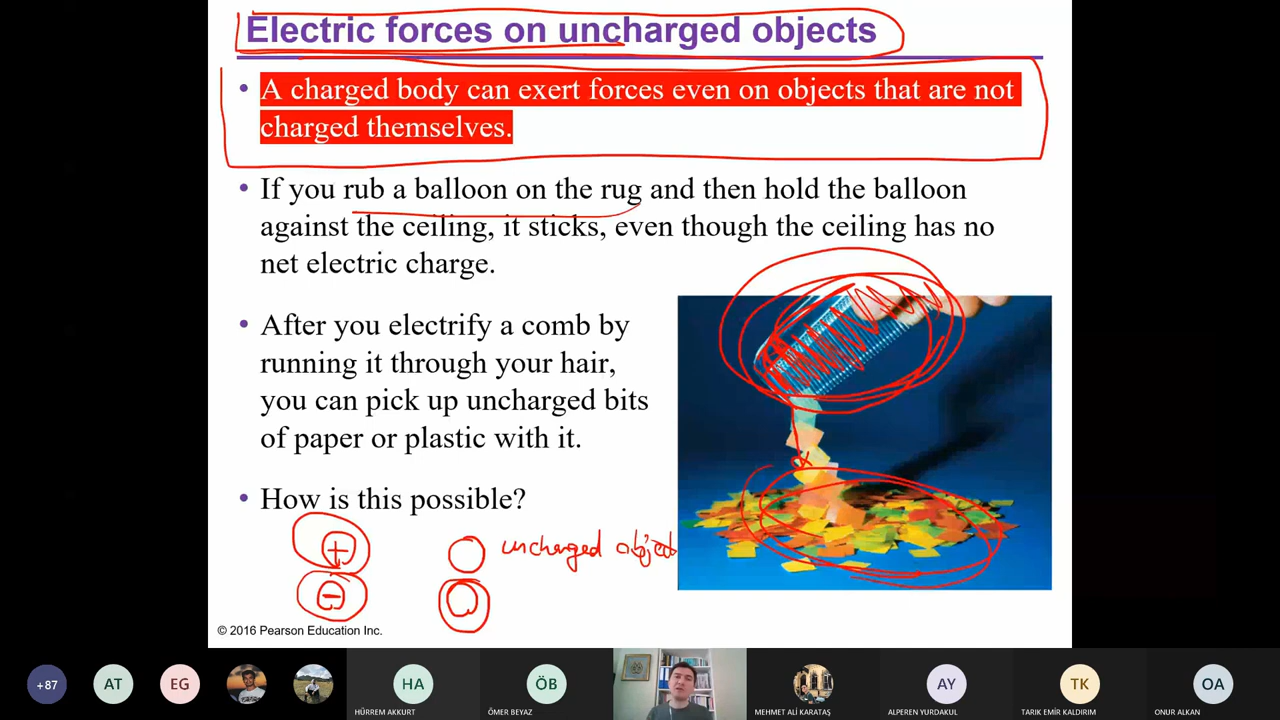 Electric forces on uncharged objects
• A charged body can exert forces even on objects that are not
charged themselves.
• If you rub a balloon on the rug and then hold the balloon
against the ceiling, it sticks, even though the ceiling has no
net electric charge.
• After you electrify a comb by
running it through your hair,
you can pick up uncharged bits
of paper or plastic with it.
• How is this possible?
+
uncharged object
−
© 2016 Pearson Education Inc.
+87
AT
EG
HA
ÖB
AY
TK
OA
HÜRREM AKKURT
ÖMER BEYAZ
MEHMET ALİ KARATAŞ
ALPEREN YURDAKUL
TARIK EMİR KALDIRIM
ONUR ALKAN